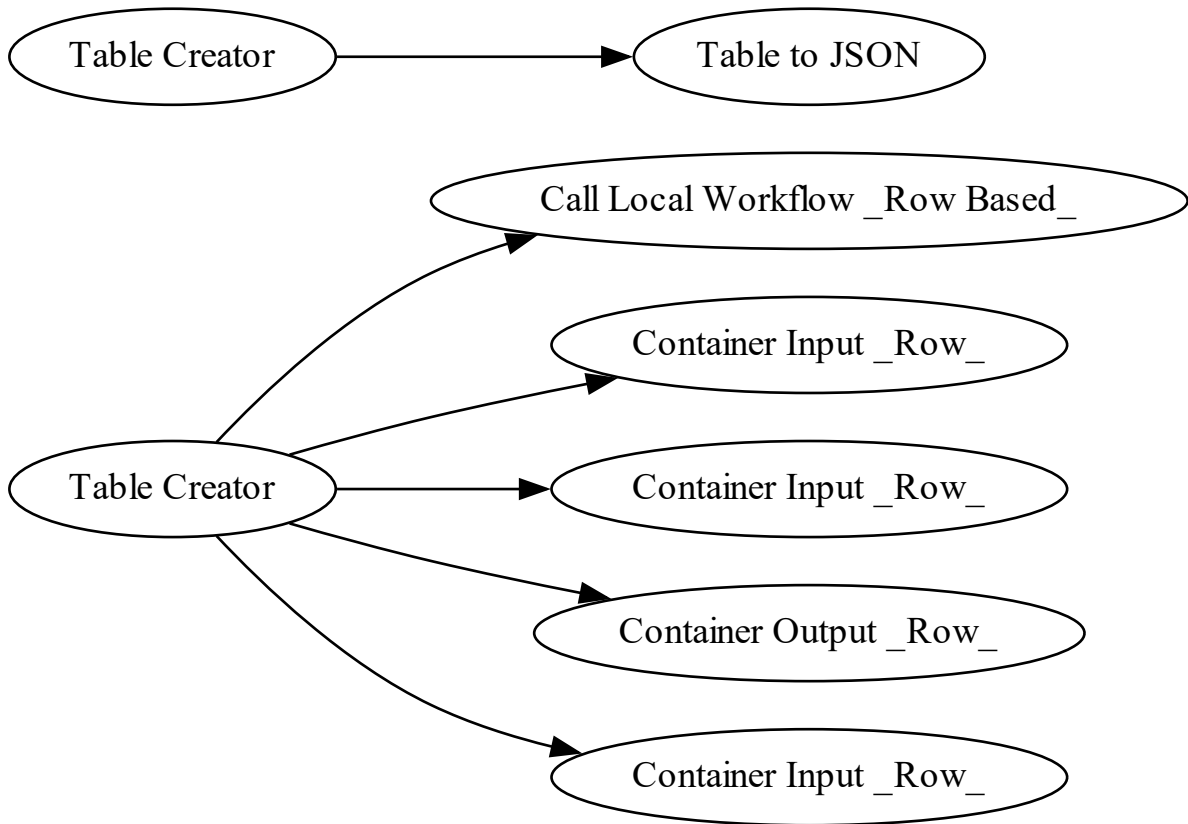 Table Creator
Table to JSON
Call Local Workflow _Row Based_
Container Input _Row_
Table Creator
Container Input _Row_
Container Output _Row_
Container Input _Row_